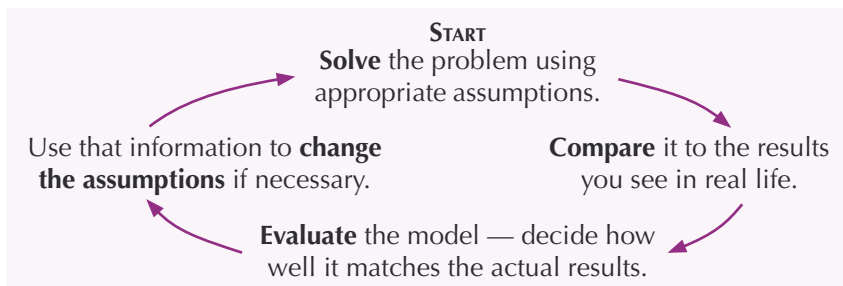 START
Solve the problem using
appropriate assumptions.
Compare it to the results
you see in real life.
Evaluate the model — decide how
well it matches the actual results.
Use that information to change
the assumptions if necessary.